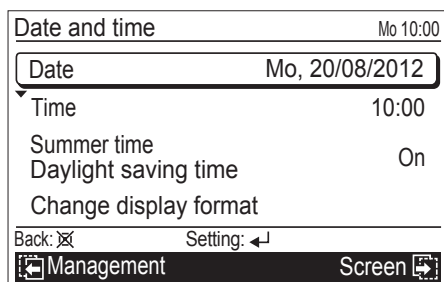 Date and time Mo 10:00
Date Mo, 20/08/2012
Time 10:00
Summer time
Daylight saving time On
Change display format
Back: Setting:
Management Screen